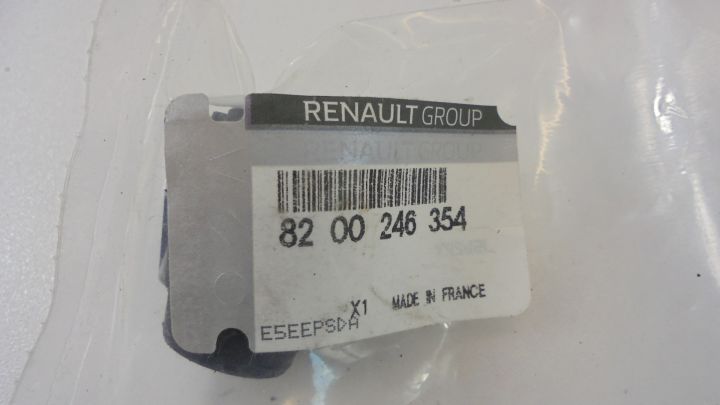 RENAULT GROUP
RENAULT GROUP
82 00 246 354
X1 MADE IN FRANCE
E5EEPSDA